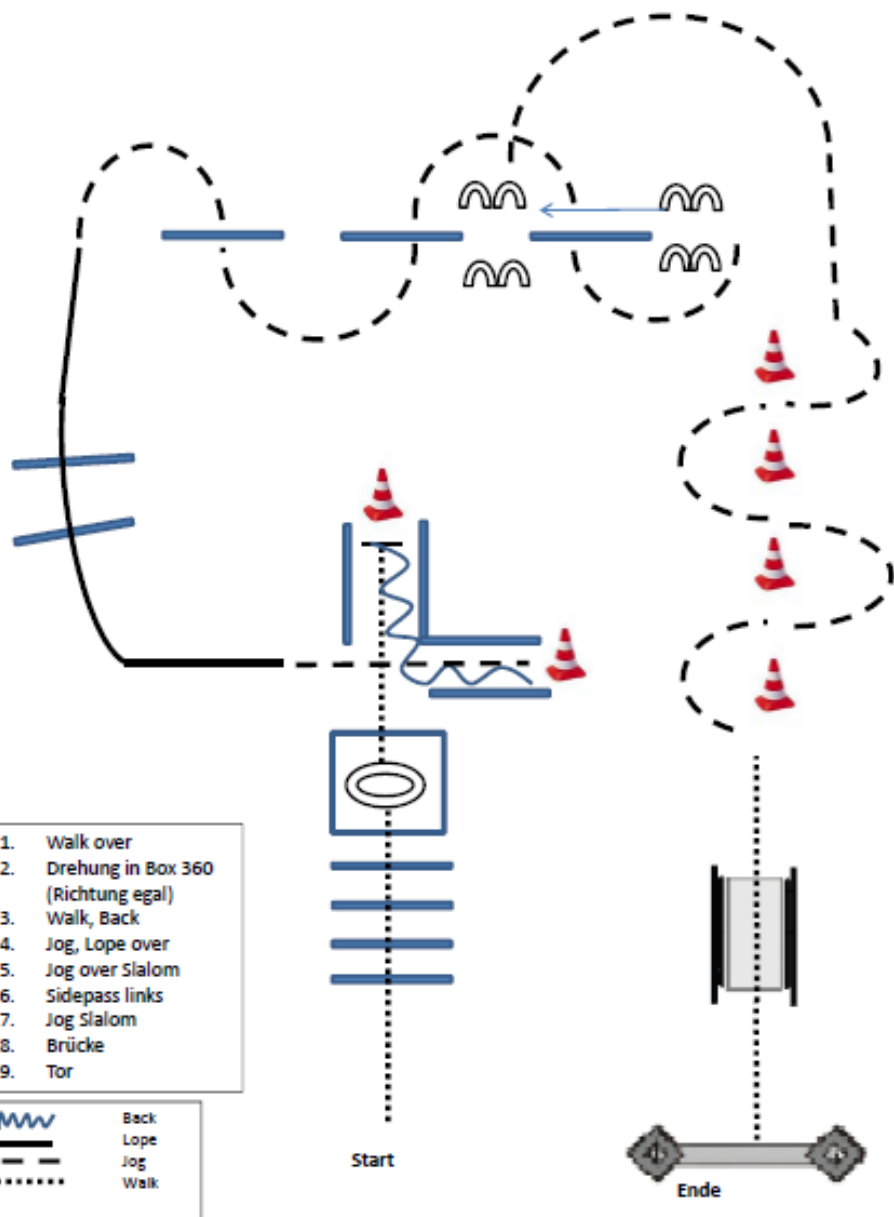 1. Walk over
2. Drehung in Box 360
(Richtung egal)
3. Walk, Back
4. Jog, Lope over
5. Jog over Slalom
6. Sidepass links
7. Jog Slalom
8. Brücke
9. Tor
Back
Lope
Jog
Walk
Start
Ende